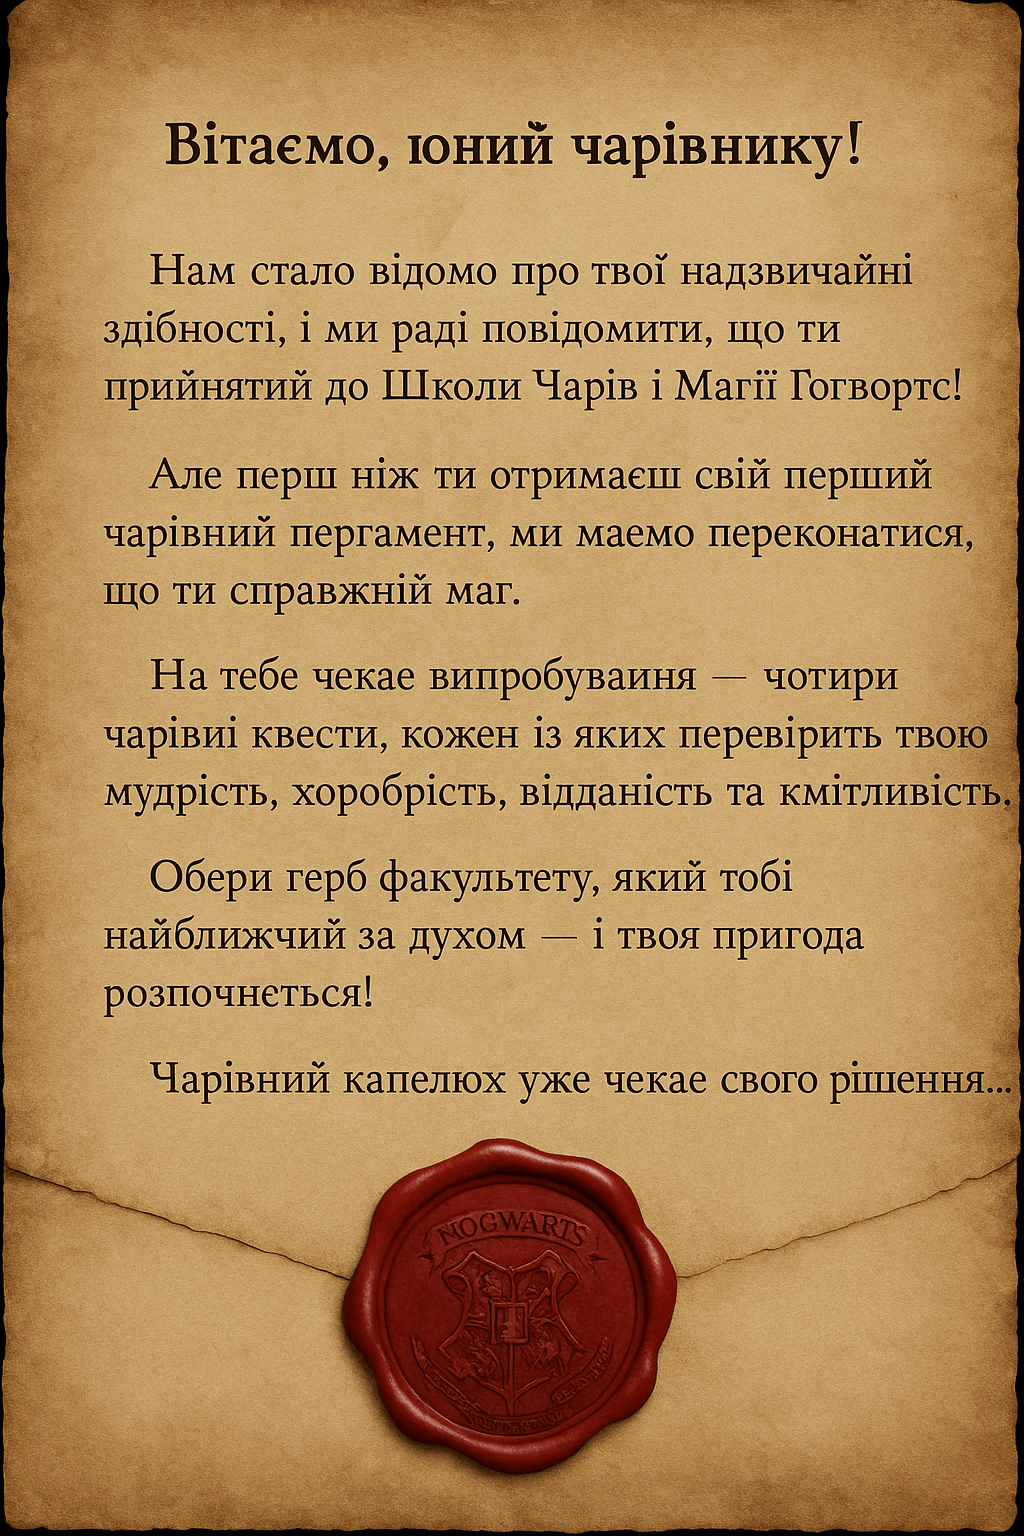 Вітаємо, юний чарівнику!
Нам стало відомо про твої надзвичайні
здібності, і ми раді повідомити, що ти
прийнятий до Школи Чарів і Магії Гогвортс!
Але перш ніж ти отримаєш свій перший
чарівний пергамент, ми маемо переконатися,
що ти справжній маг.
На тебе чекае випробуваиня — чотири
чарівиі квести, кожен із яких перевірить твою
мудрість, хоробрість, відданість та кмітливість.
Обери герб факультету, який тобі
найближчий за духом — і твоя пригода
розпочнеться!
Чарівний капелюх уже чекае свого рішення...
NOGWARTS